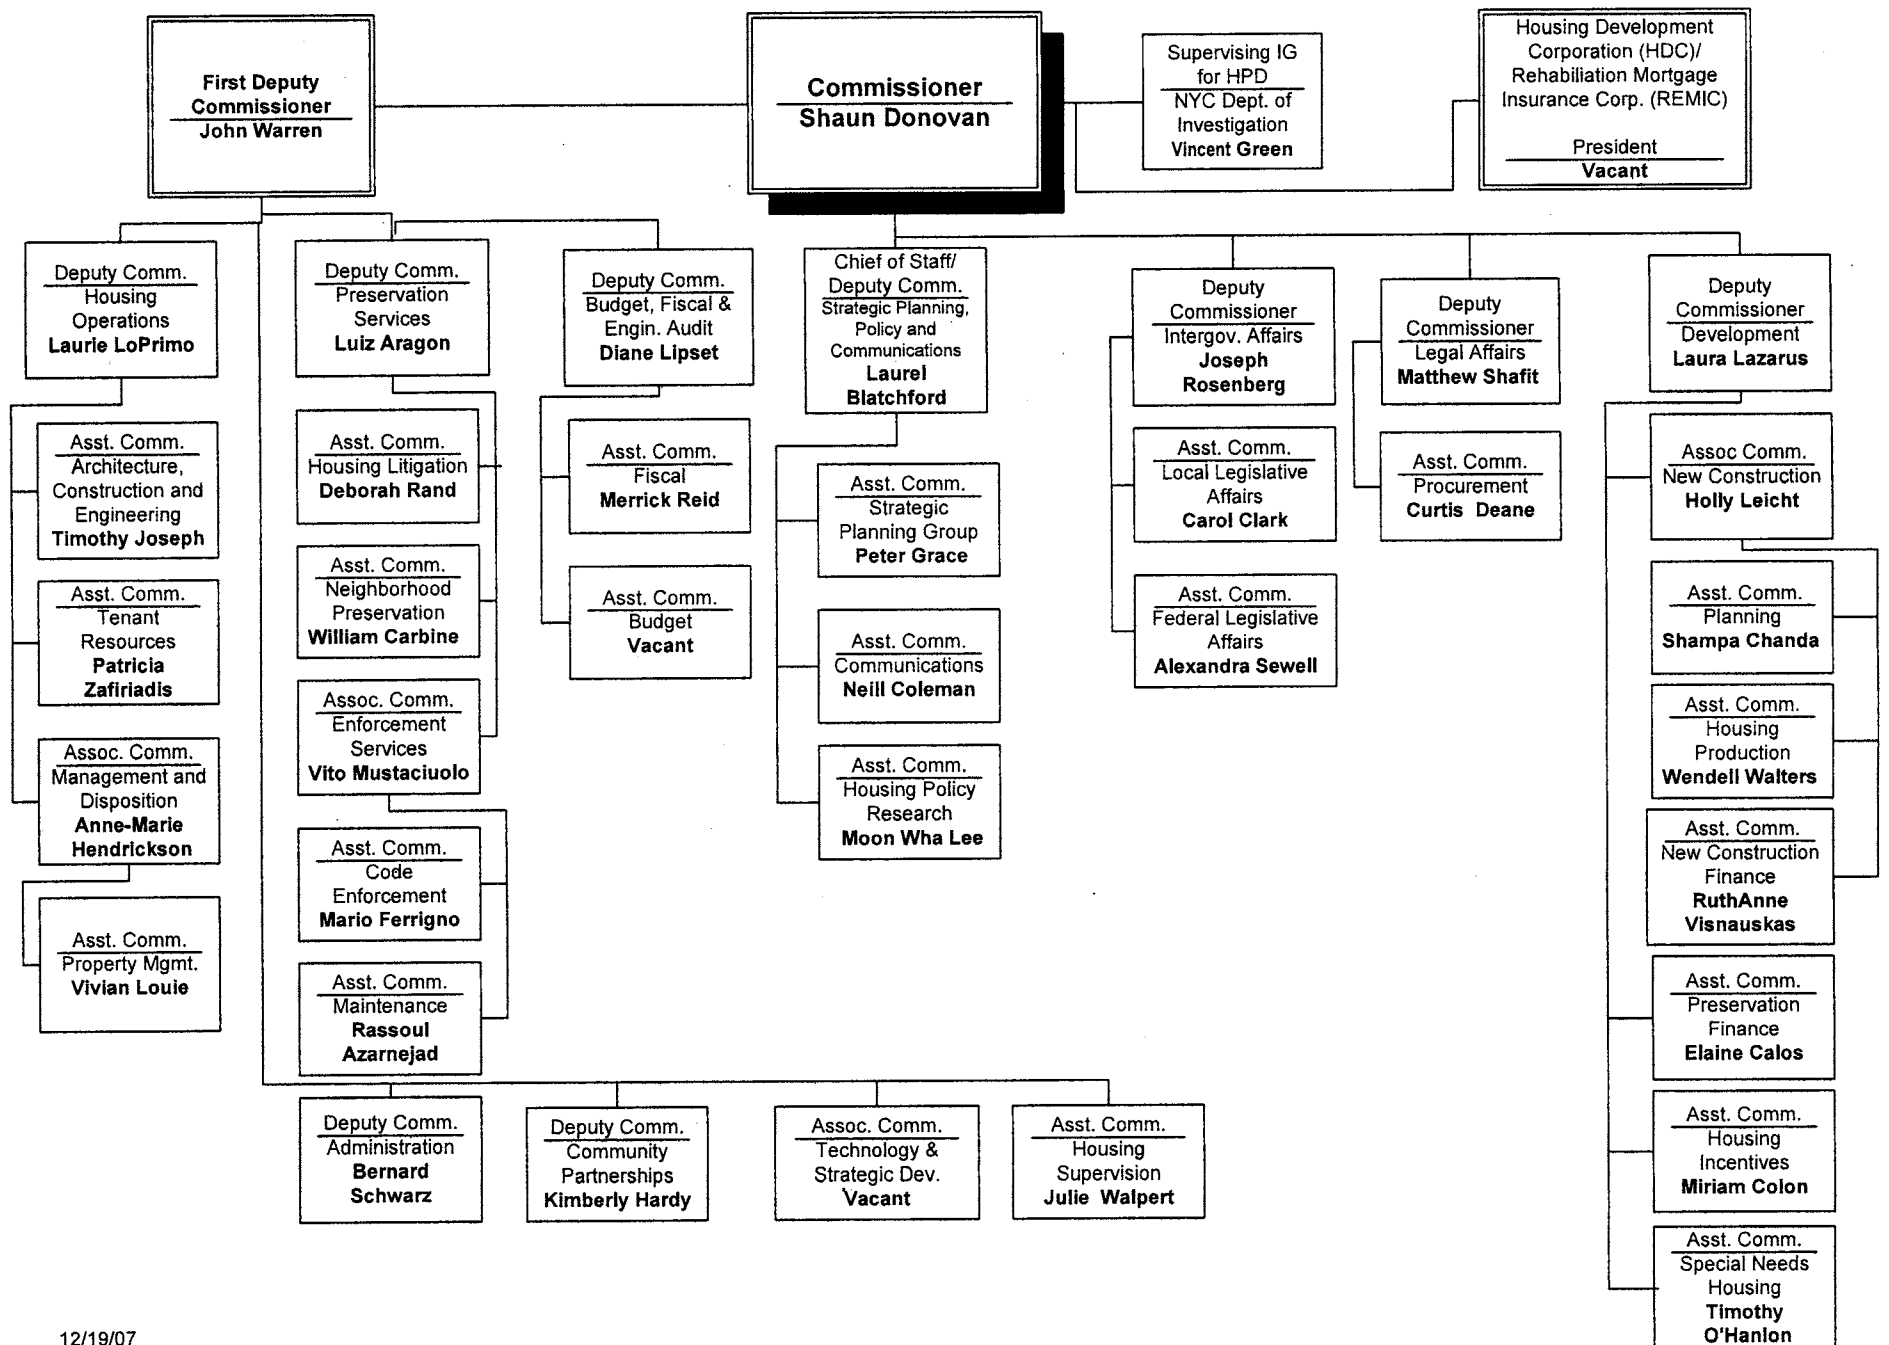 First Deputy
Commissioner
John Warren
Commissioner
Shaun Donovan
Supervising IG
for HPD
NYC Dept. of
Investigation
Vincent Green
Housing Development
Corporation (HDC)/
Rehabiliation Mortgage
Insurance Corp. (REMIC)
President
Vacant
Deputy Comm.
Housing
Operations
Laurie LoPrimo
Deputy Comm.
Preservation
Services
Luiz Aragon
Deputy Comm.
Budget, Fiscal &
Engin. Audit
Diane Lipset
Chief of Staff/
Deputy Comm.
Strategic Planning,
Policy and
Communications
Laurel
Blatchford
Deputy
Commissioner
Intergov. Affairs
Joseph
Rosenberg
Deputy
Commissioner
Legal Affairs
Matthew Shafit
Deputy
Commissioner
Development
Laura Lazarus
Asst. Comm.
Architecture,
Construction and
Engineering
Timothy Joseph
Asst. Comm.
Tenant
Resources
Patricia
Zafiriadis
Assoc. Comm.
Management and
Disposition
Anne-Marie
Hendrickson
Asst. Comm.
Property Mgmt.
Vivian Louie
Asst. Comm.
Housing Litigation
Deborah Rand
Asst. Comm.
Neighborhood
Preservation
William Carbine
Assoc. Comm.
Enforcement
Services
Vito Mustaciuolo
Asst. Comm.
Code
Enforcement
Mario Ferrigno
Asst. Comm.
Maintenance
Rassoul
Azarnejad
Asst. Comm.
Fiscal
Merrick Reid
Asst. Comm.
Budget
Vacant
Asst. Comm.
Strategic
Planning Group
Peter Grace
Asst. Comm.
Communications
Neill Coleman
Asst. Comm.
Housing Policy
Research
Moon Wha Lee
Asst. Comm.
Local Legislative
Affairs
Carol Clark
Asst. Comm.
Federal Legislative
Affairs
Alexandra Sewell
Asst. Comm.
Procurement
Curtis Deane
Assoc Comm.
New Construction
Holly Leicht
Asst. Comm.
Planning
Shampa Chanda
Asst. Comm.
Housing
Production
Wendell Walters
Asst. Comm.
New Construction
Finance
RuthAnne
Visnauskas
Asst. Comm.
Preservation
Finance
Elaine Calos
Asst. Comm.
Housing
Incentives
Miriam Colon
Asst. Comm.
Special Needs
Housing
Timothy
O'Hanlon
Deputy Comm.
Administration
Bernard
Schwarz
Deputy Comm.
Community
Partnerships
Kimberly Hardy
Assoc. Comm.
Technology &
Strategic Dev.
Vacant
Asst. Comm.
Housing
Supervision
Julie Walpert
12/19/07